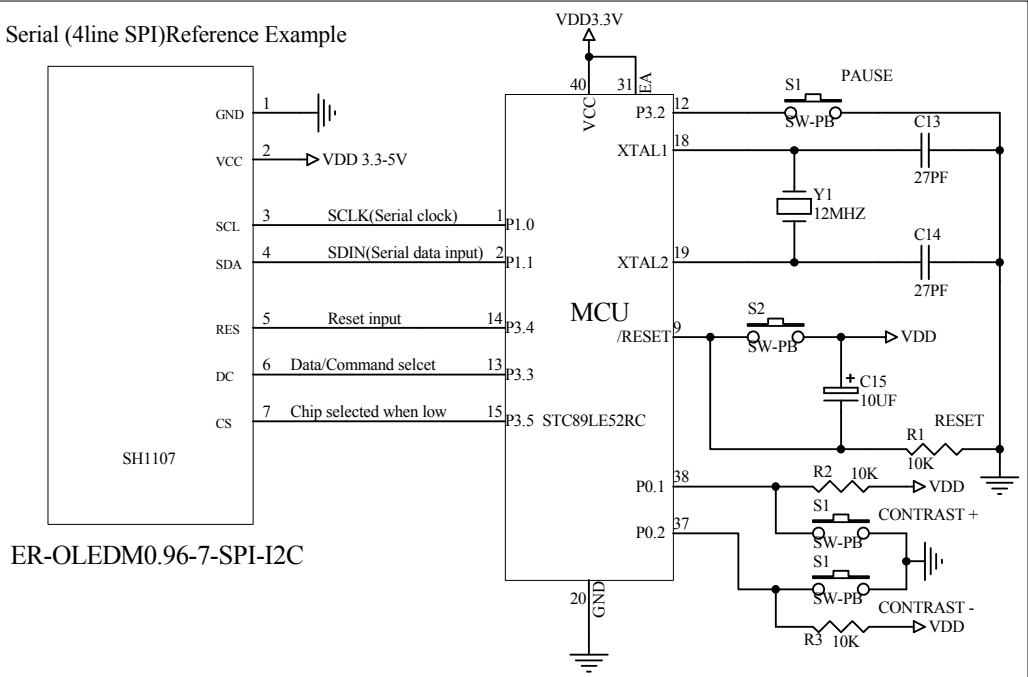 Serial (4line SPI)Reference Example
GND 1
VCC 2 VDD 3.3-5V
SCL 3 SCLK(Serial clock) 1 P1.0
SDA 4 SDIN(Serial data input) 2 P1.1
RES 5 Reset input 14 P3.4
DC 6 Data/Command selcet 13 P3.3
CS 7 Chip selected when low 15 P3.5 STC89LE52RC
SH1107
ER-OLEDM0.96-7-SPI-I2C
VDD3.3V
40 31
VCC EA
MCU
20 GND
P3.2 12
S1 PAUSE
SW-PB
XTAL1 18
C13
27PF
Y1
12MHZ
XTAL2 19
C14
27PF
/RESET 9
S2
SW-PB
VDD
+ C15
10UF
RESET
R1
10K
P0.1 38
R2 10K VDD
S1 CONTRAST +
SW-PB
P0.2 37
S1
SW-PB
CONTRAST -
R3 10K VDD